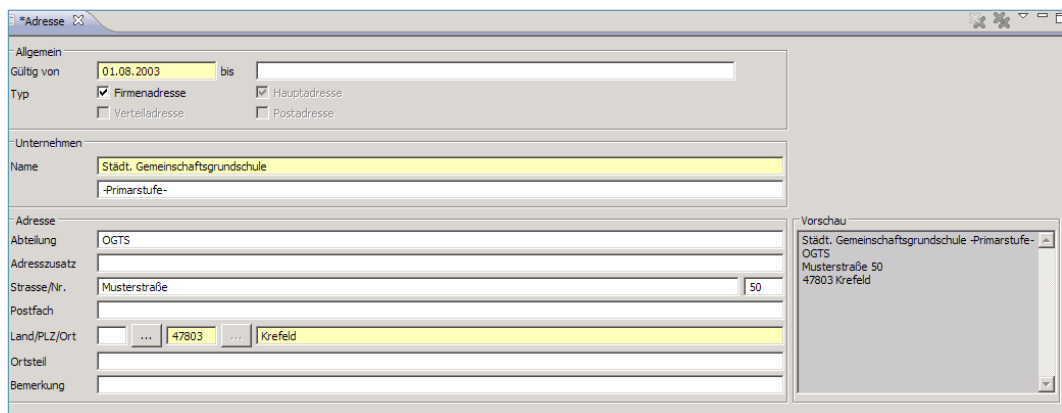 *Adresse
Allgemein
Gültig von 01.08.2003 bis
Typ Firmenadresse Hauptadresse
Verteiladresse Postadresse
Unternehmen
Name Städt. Gemeinschaftsgrundschule
-Primarstufe-
Adresse
Abteilung OGTS
Adresszusatz
Strasse/Nr. Musterstraße 50
Postfach
Land/PLZ/Ort ... 47803 ... Krefeld
Ortsteil
Bemerkung
Vorschau
Städt. Gemeinschaftsgrundschule -Primarstufe-
OGTS
Musterstraße 50
47803 Krefeld